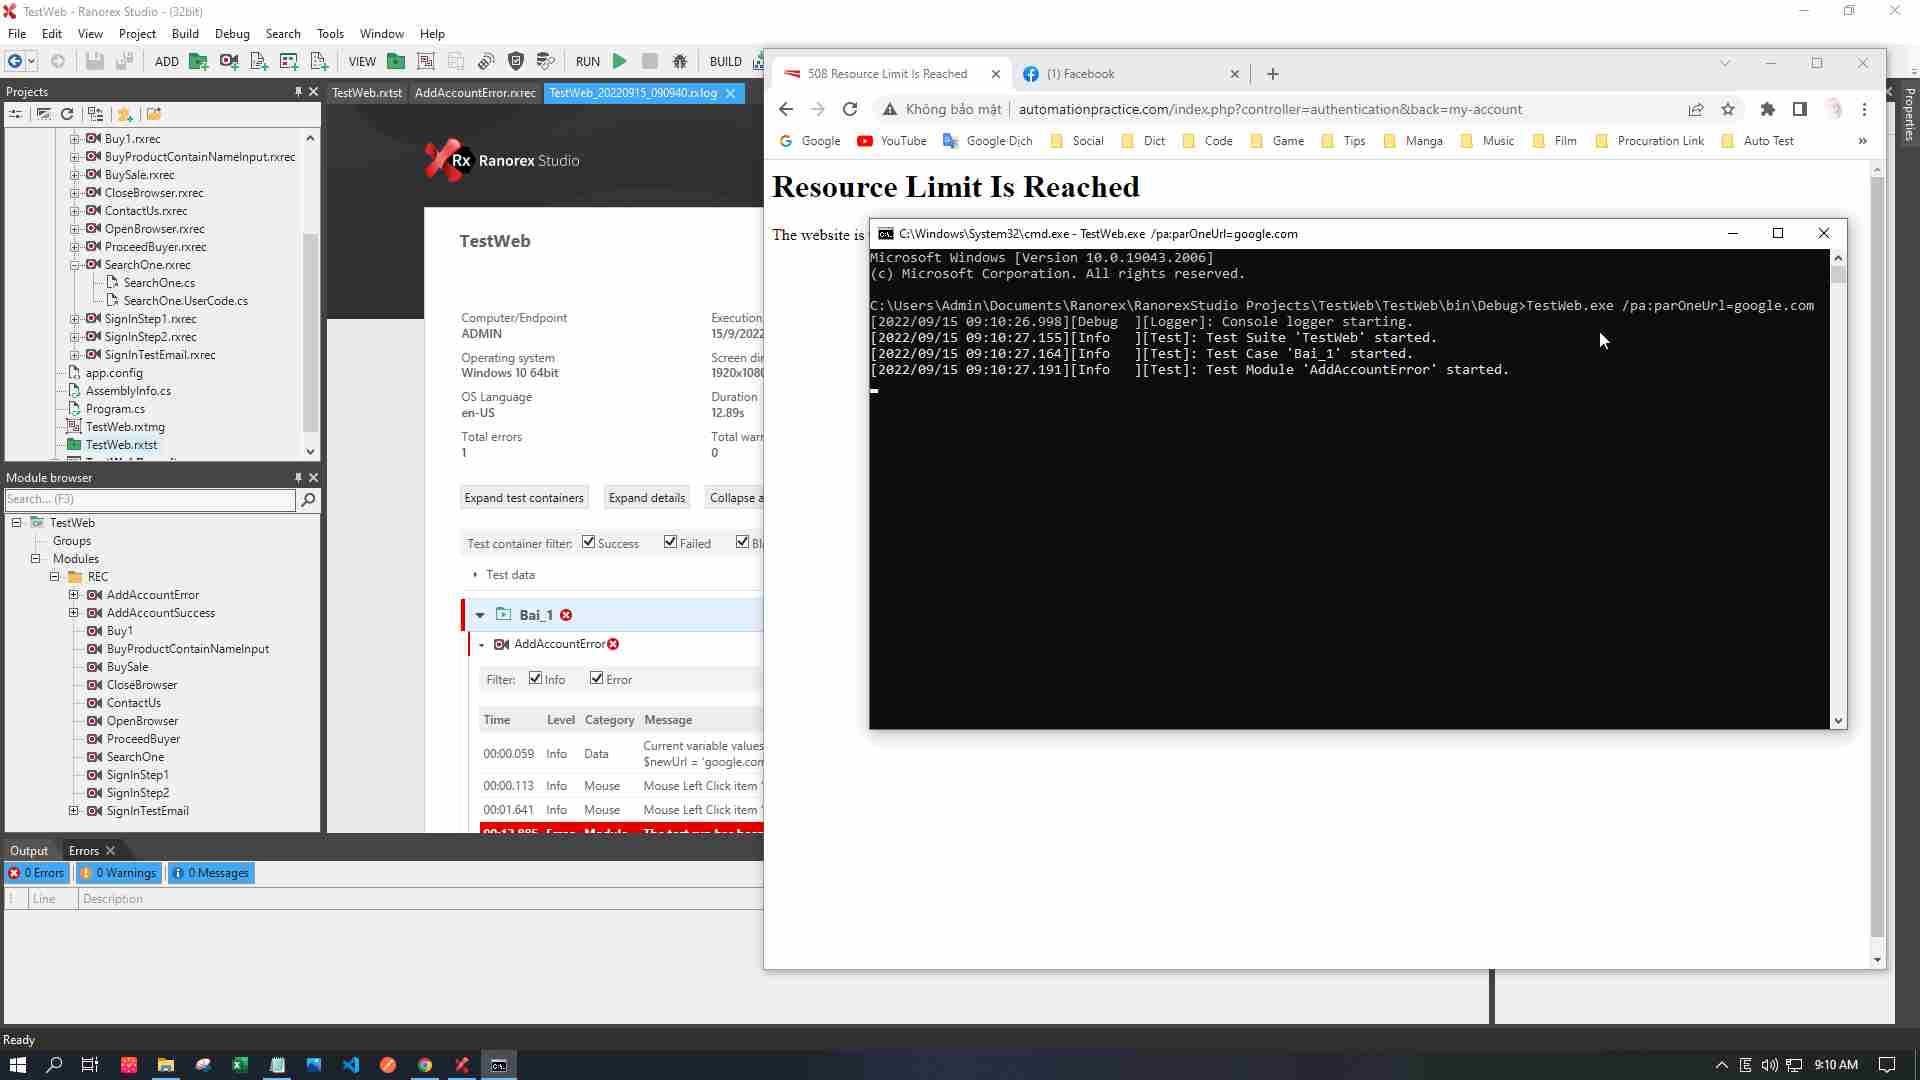 TestWeb - Ranorex Studio - (32bit)
File Edit View Project Build Debug Search Tools Window Help
ADD VIEW RUN BUILD
Projects
Buy1.rxrec
BuyProductContainNameInput.rxrec
BuySale.rxrec
CloseBrowser.rxrec
ContactUs.rxrec
OpenBrowser.rxrec
ProceedBuyer.rxrec
SearchOne.rxrec
SearchOne.cs
SearchOne.UserCode.cs
SignInStep1.rxrec
SignInStep2.rxrec
SignInTestEmail.rxrec
app.config
AssemblyInfo.cs
Program.cs
TestWeb.rxtmg
TestWeb.rxtst
Module browser
Search... (F3)
TestWeb
Groups
Modules
REC
AddAccountError
AddAccountSuccess
Buy1
BuyProductContainNameInput
BuySale
CloseBrowser
ContactUs
OpenBrowser
ProceedBuyer
SearchOne
SignInStep1
SignInStep2
SignInTestEmail
TestWeb.rxtst AddAccountError.rxrec TestWeb_20220915_090940.rxlog
Rx Ranorex Studio
TestWeb
Computer/Endpoint
ADMIN
Execution
15/9/2022
Operating system
Windows 10 64bit
Screen di
1920x1080
OS Language
en-US
Duration
12.89s
Total errors
1
Total warr
0
Expand test containers Expand details Collapse a
Test container filter: Success Failed Bl
Test data
Bai_1
AddAccountError
Filter: Info Error
Time Level Category Message
00:00.059 Info Data Current variable values
$newUrl = 'google.com
00:00.113 Info Mouse Mouse Left Click item '
00:01.641 Info Mouse Mouse Left Click item '
508 Resource Limit Is Reached
(1) Facebook
Không bảo mật | automationpractice.com/index.php?controller=authentication&back=my-account
Google YouTube Google Dịch Social Dict Code Game Tips Manga Music Film Procuration Link Auto Test »
Resource Limit Is Reached
The website is
C:\Windows\System32\cmd.exe - TestWeb.exe /pa:parOneUrl=google.com
Microsoft Windows [Version 10.0.19043.2006]
(c) Microsoft Corporation. All rights reserved.
C:\Users\Admin\Documents\Ranorex\RanorexStudio Projects\TestWeb\TestWeb\bin\Debug>TestWeb.exe /pa:parOneUrl=google.com
[2022/09/15 09:10:26.998][Debug ][Logger]: Console logger starting.
[2022/09/15 09:10:27.155][Info ][Test]: Test Suite 'TestWeb' started.
[2022/09/15 09:10:27.164][Info ][Test]: Test Case 'Bai_1' started.
[2022/09/15 09:10:27.191][Info ][Test]: Test Module 'AddAccountError' started.
Properties
Output Errors
0 Errors 0 Warnings 0 Messages
! Line Description
Ready
9:10 AM